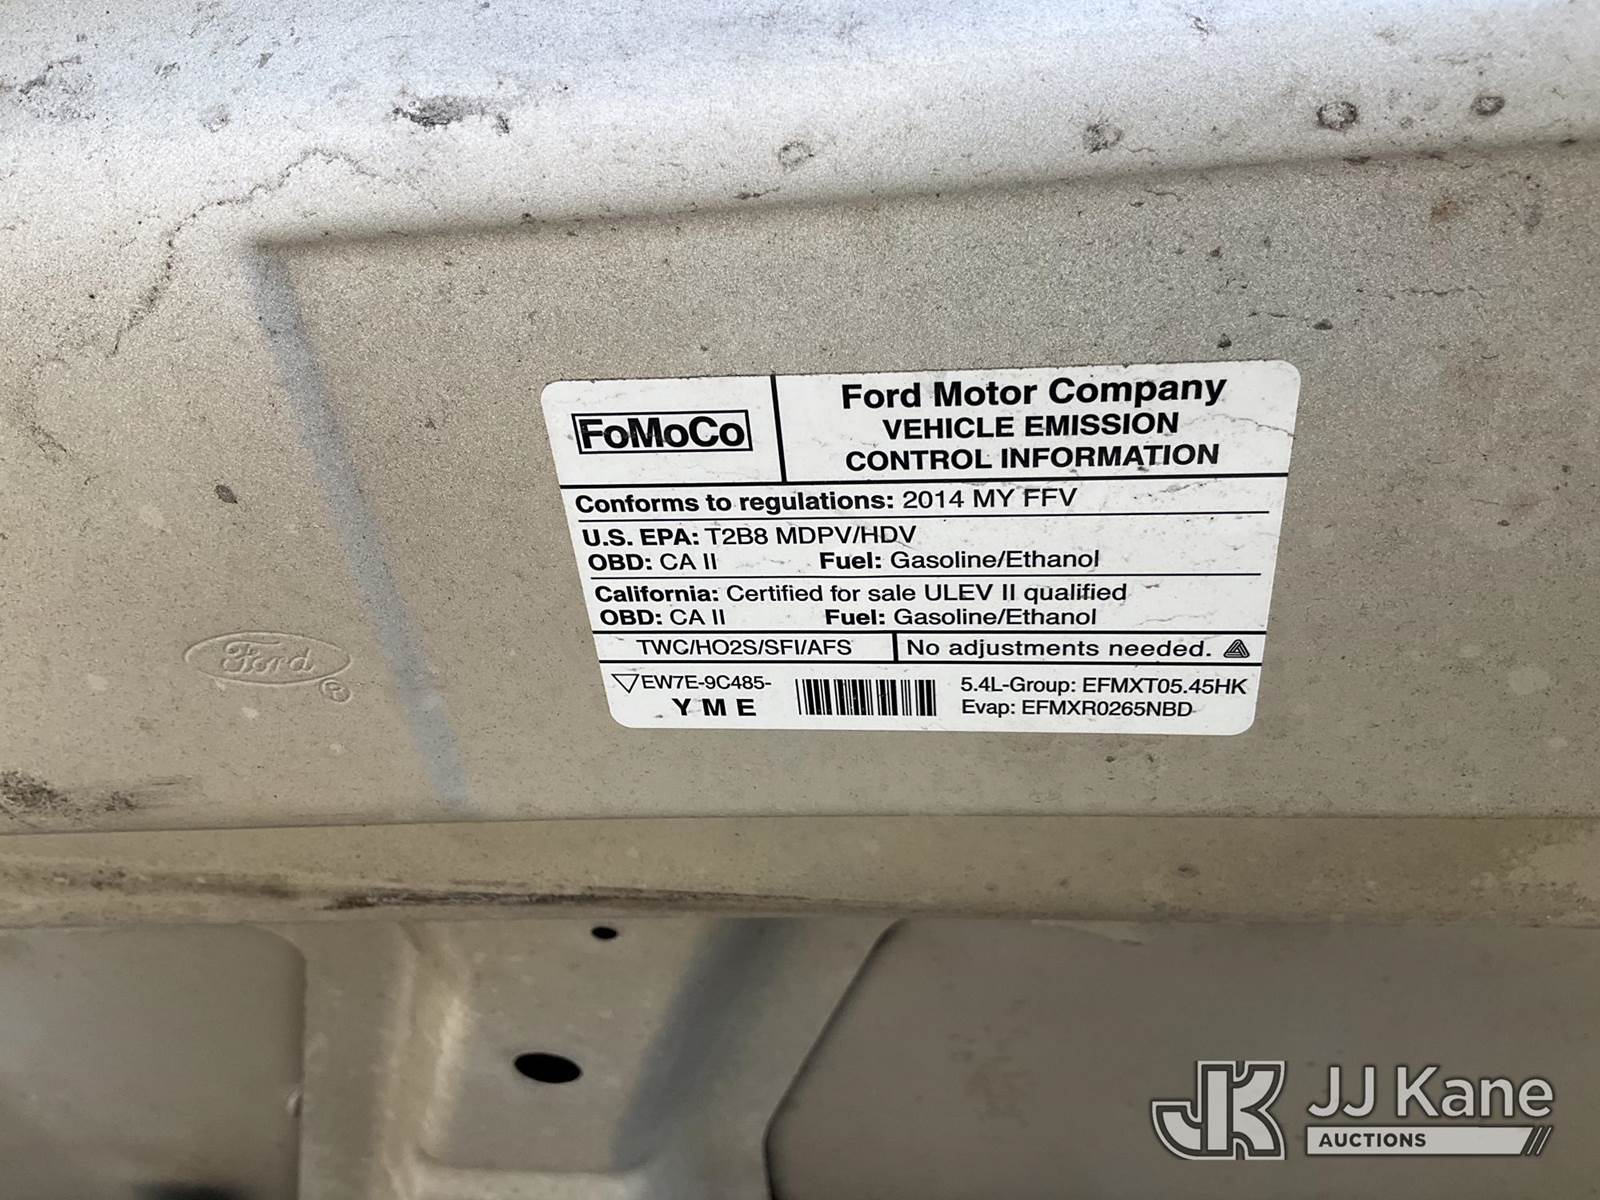 FoMoCo
Ford Motor Company
VEHICLE EMISSION
CONTROL INFORMATION
Conforms to regulations: 2014 MY FFV
U.S. EPA: T2B8 MDPV/HDV
OBD: CA II Fuel: Gasoline/Ethanol
California: Certified for sale ULEV II qualified
OBD: CA II Fuel: Gasoline/Ethanol
TWC/HO2S/SFI/AFS No adjustments needed.
EW7E-9C485-
YME
5.4L-Group: EFMXT05.45HK
Evap: EFMXR0265NBD
Ford
®
JK JJ Kane
AUCTIONS